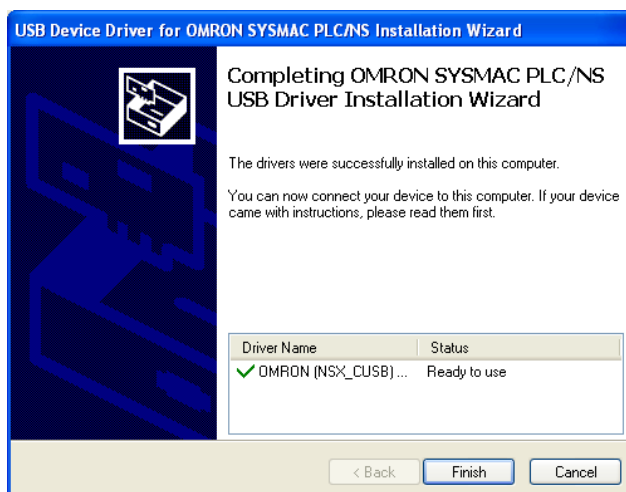 USB Device Driver for OMRON SYSMAC PLC/NS Installation Wizard
Completing OMRON SYSMAC PLC/NS
USB Driver Installation Wizard
The drivers were successfully installed on this computer.
You can now connect your device to this computer. If your device
came with instructions, please read them first.
Driver Name Status
OMRON (NSX_CUSB) ... Ready to use
< Back Finish Cancel